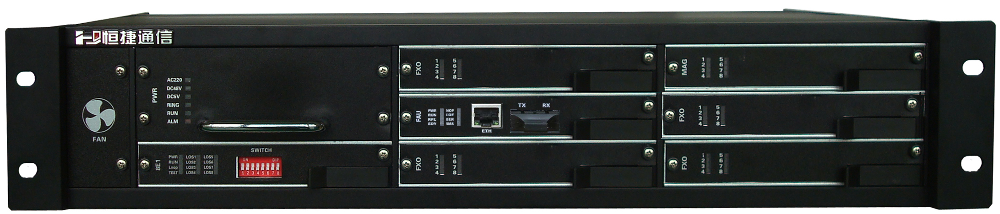 恒捷通信
FAN
PWR
AC220
DC48V
DC5V
RING
RUN
ALM
8E1
PWR LOS1 LOS5
RUN LOS2 LOS6
Loop LOS3 LOS7
TEST LOS4 LOS8
SWITCH
ON DIP
1 2 3 4 5 6 7 8
FXO
1 5
2 6
3 7
4 8
FAU
PWR NOP
RUN LOF
RPL BER
SDY RMA
ETH
TX RX
FXO
1 5
2 6
3 7
4 8
MAG
1 5
2 6
3 7
4 8
FXO
1 5
2 6
3 7
4 8
FXO
1 5
2 6
3 7
4 8